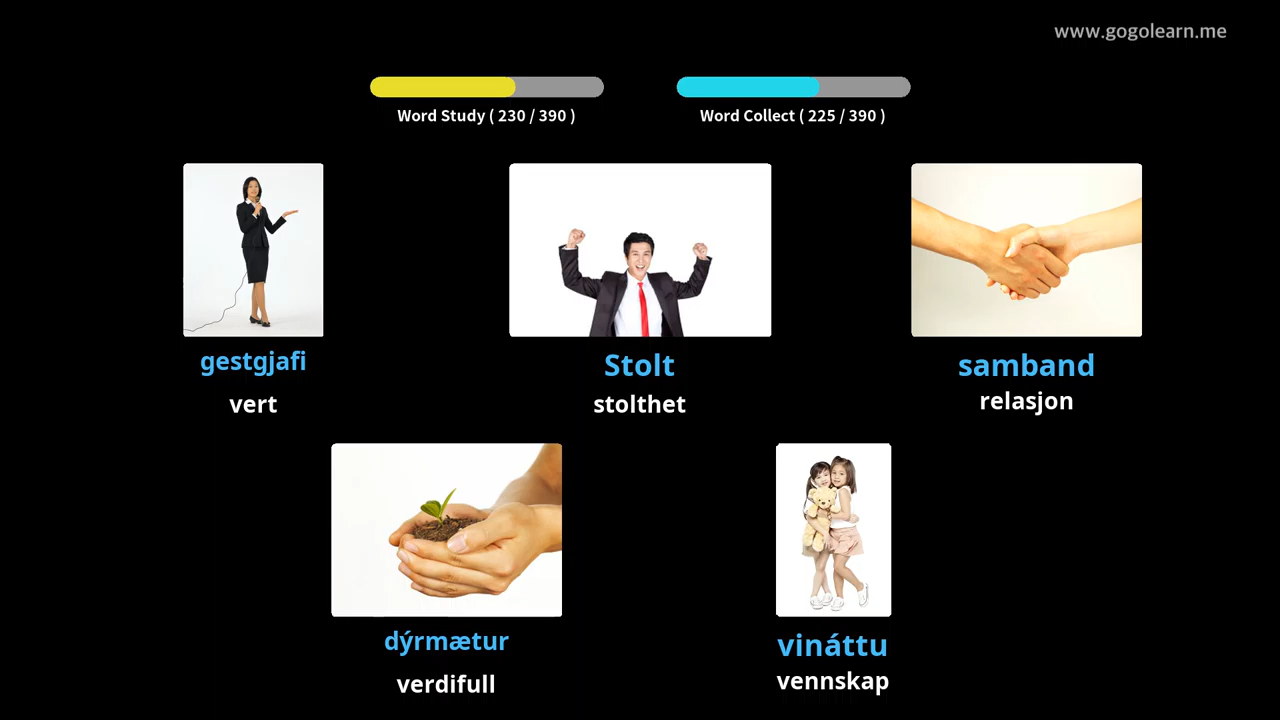 www.gogolearn.me
Word Study ( 230 / 390 )
Word Collect ( 225 / 390 )
gestgjafi
vert
Stolt
stolthet
samband
relasjon
dýrmætur
verdifull
vináttu
vennskap